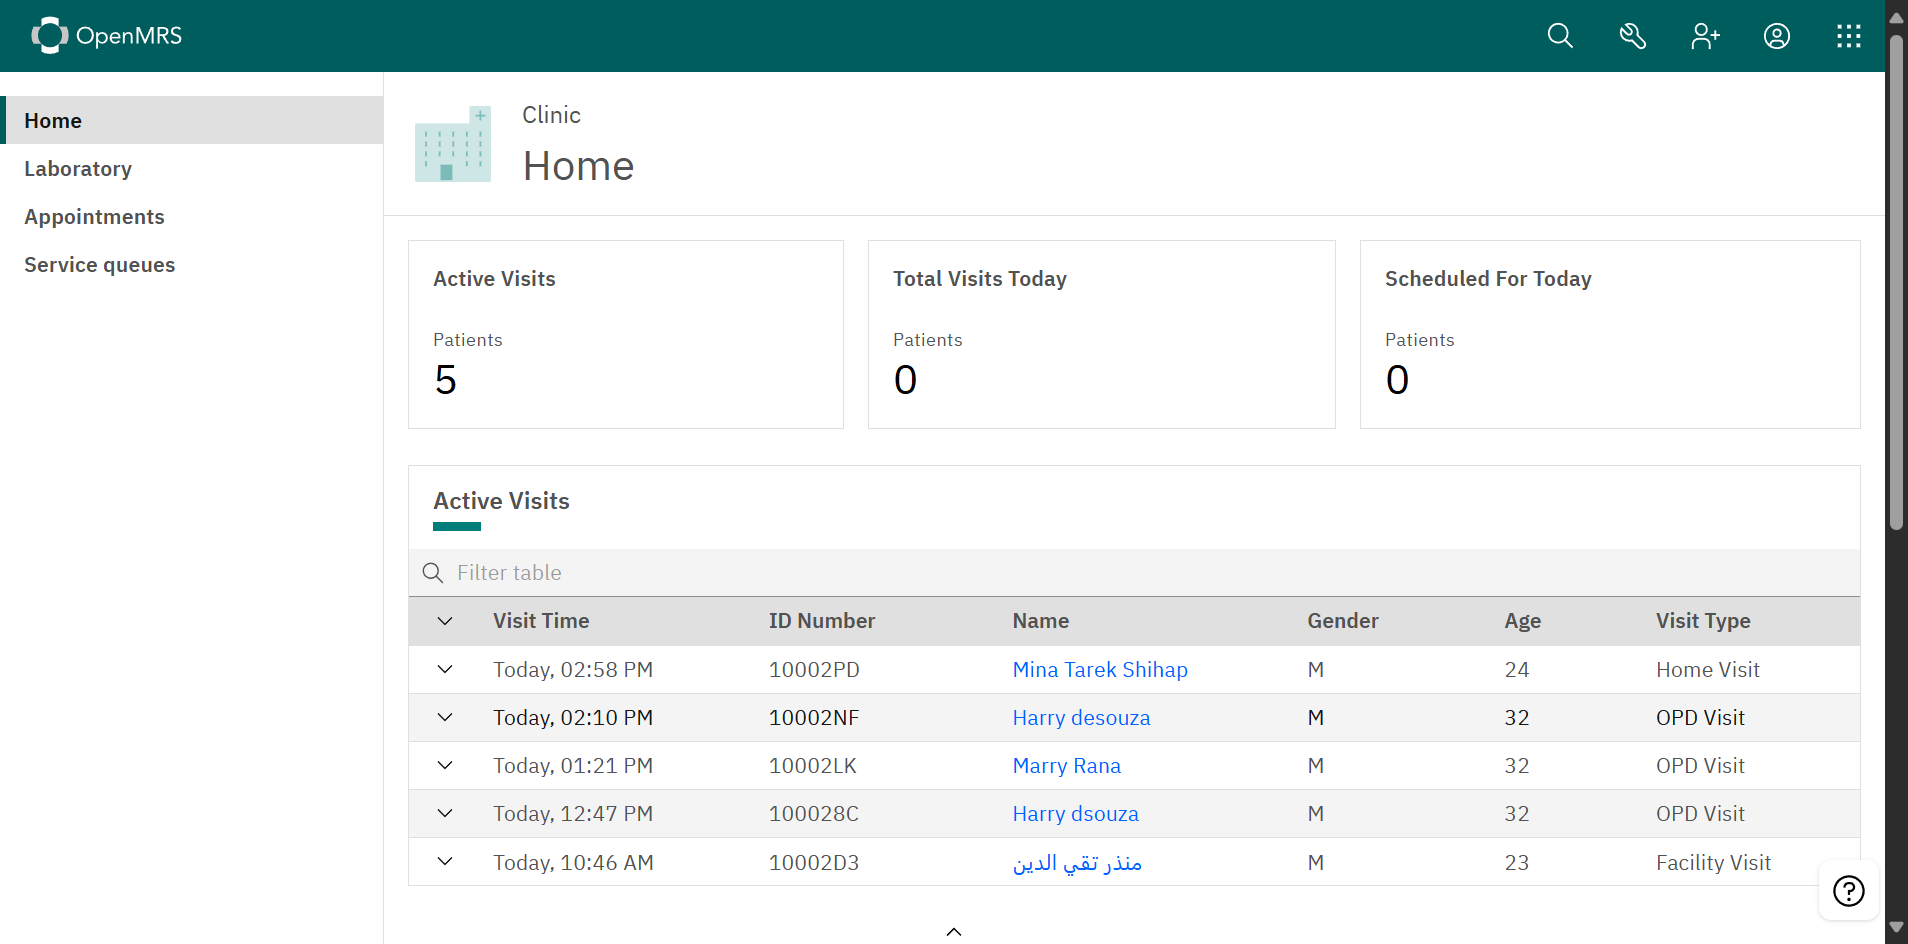 OpenMRS
Home
Laboratory
Appointments
Service queues
Clinic
Home
Active Visits
Patients
5
Total Visits Today
Patients
0
Scheduled For Today
Patients
0
Active Visits
Filter table
Visit Time ID Number Name Gender Age Visit Type
Today, 02:58 PM 10002PD Mina Tarek Shihap M 24 Home Visit
Today, 02:10 PM 10002NF Harry desouza M 32 OPD Visit
Today, 01:21 PM 10002LK Marry Rana M 32 OPD Visit
Today, 12:47 PM 100028C Harry dsouza M 32 OPD Visit
Today, 10:46 AM 10002D3 منذر تقي الدين M 23 Facility Visit